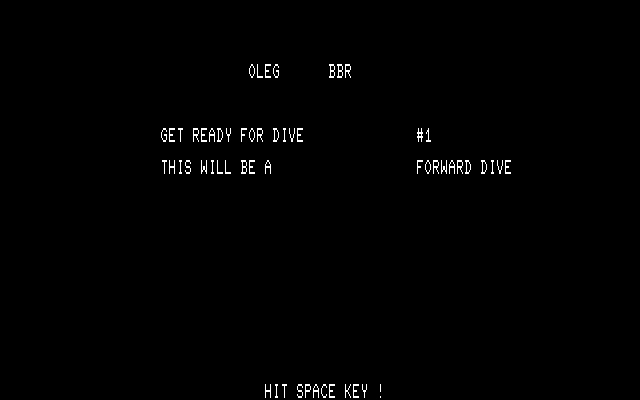 OLEG BBR
GET READY FOR DIVE #1
THIS WILL BE A FORWARD DIVE
HIT SPACE KEY !